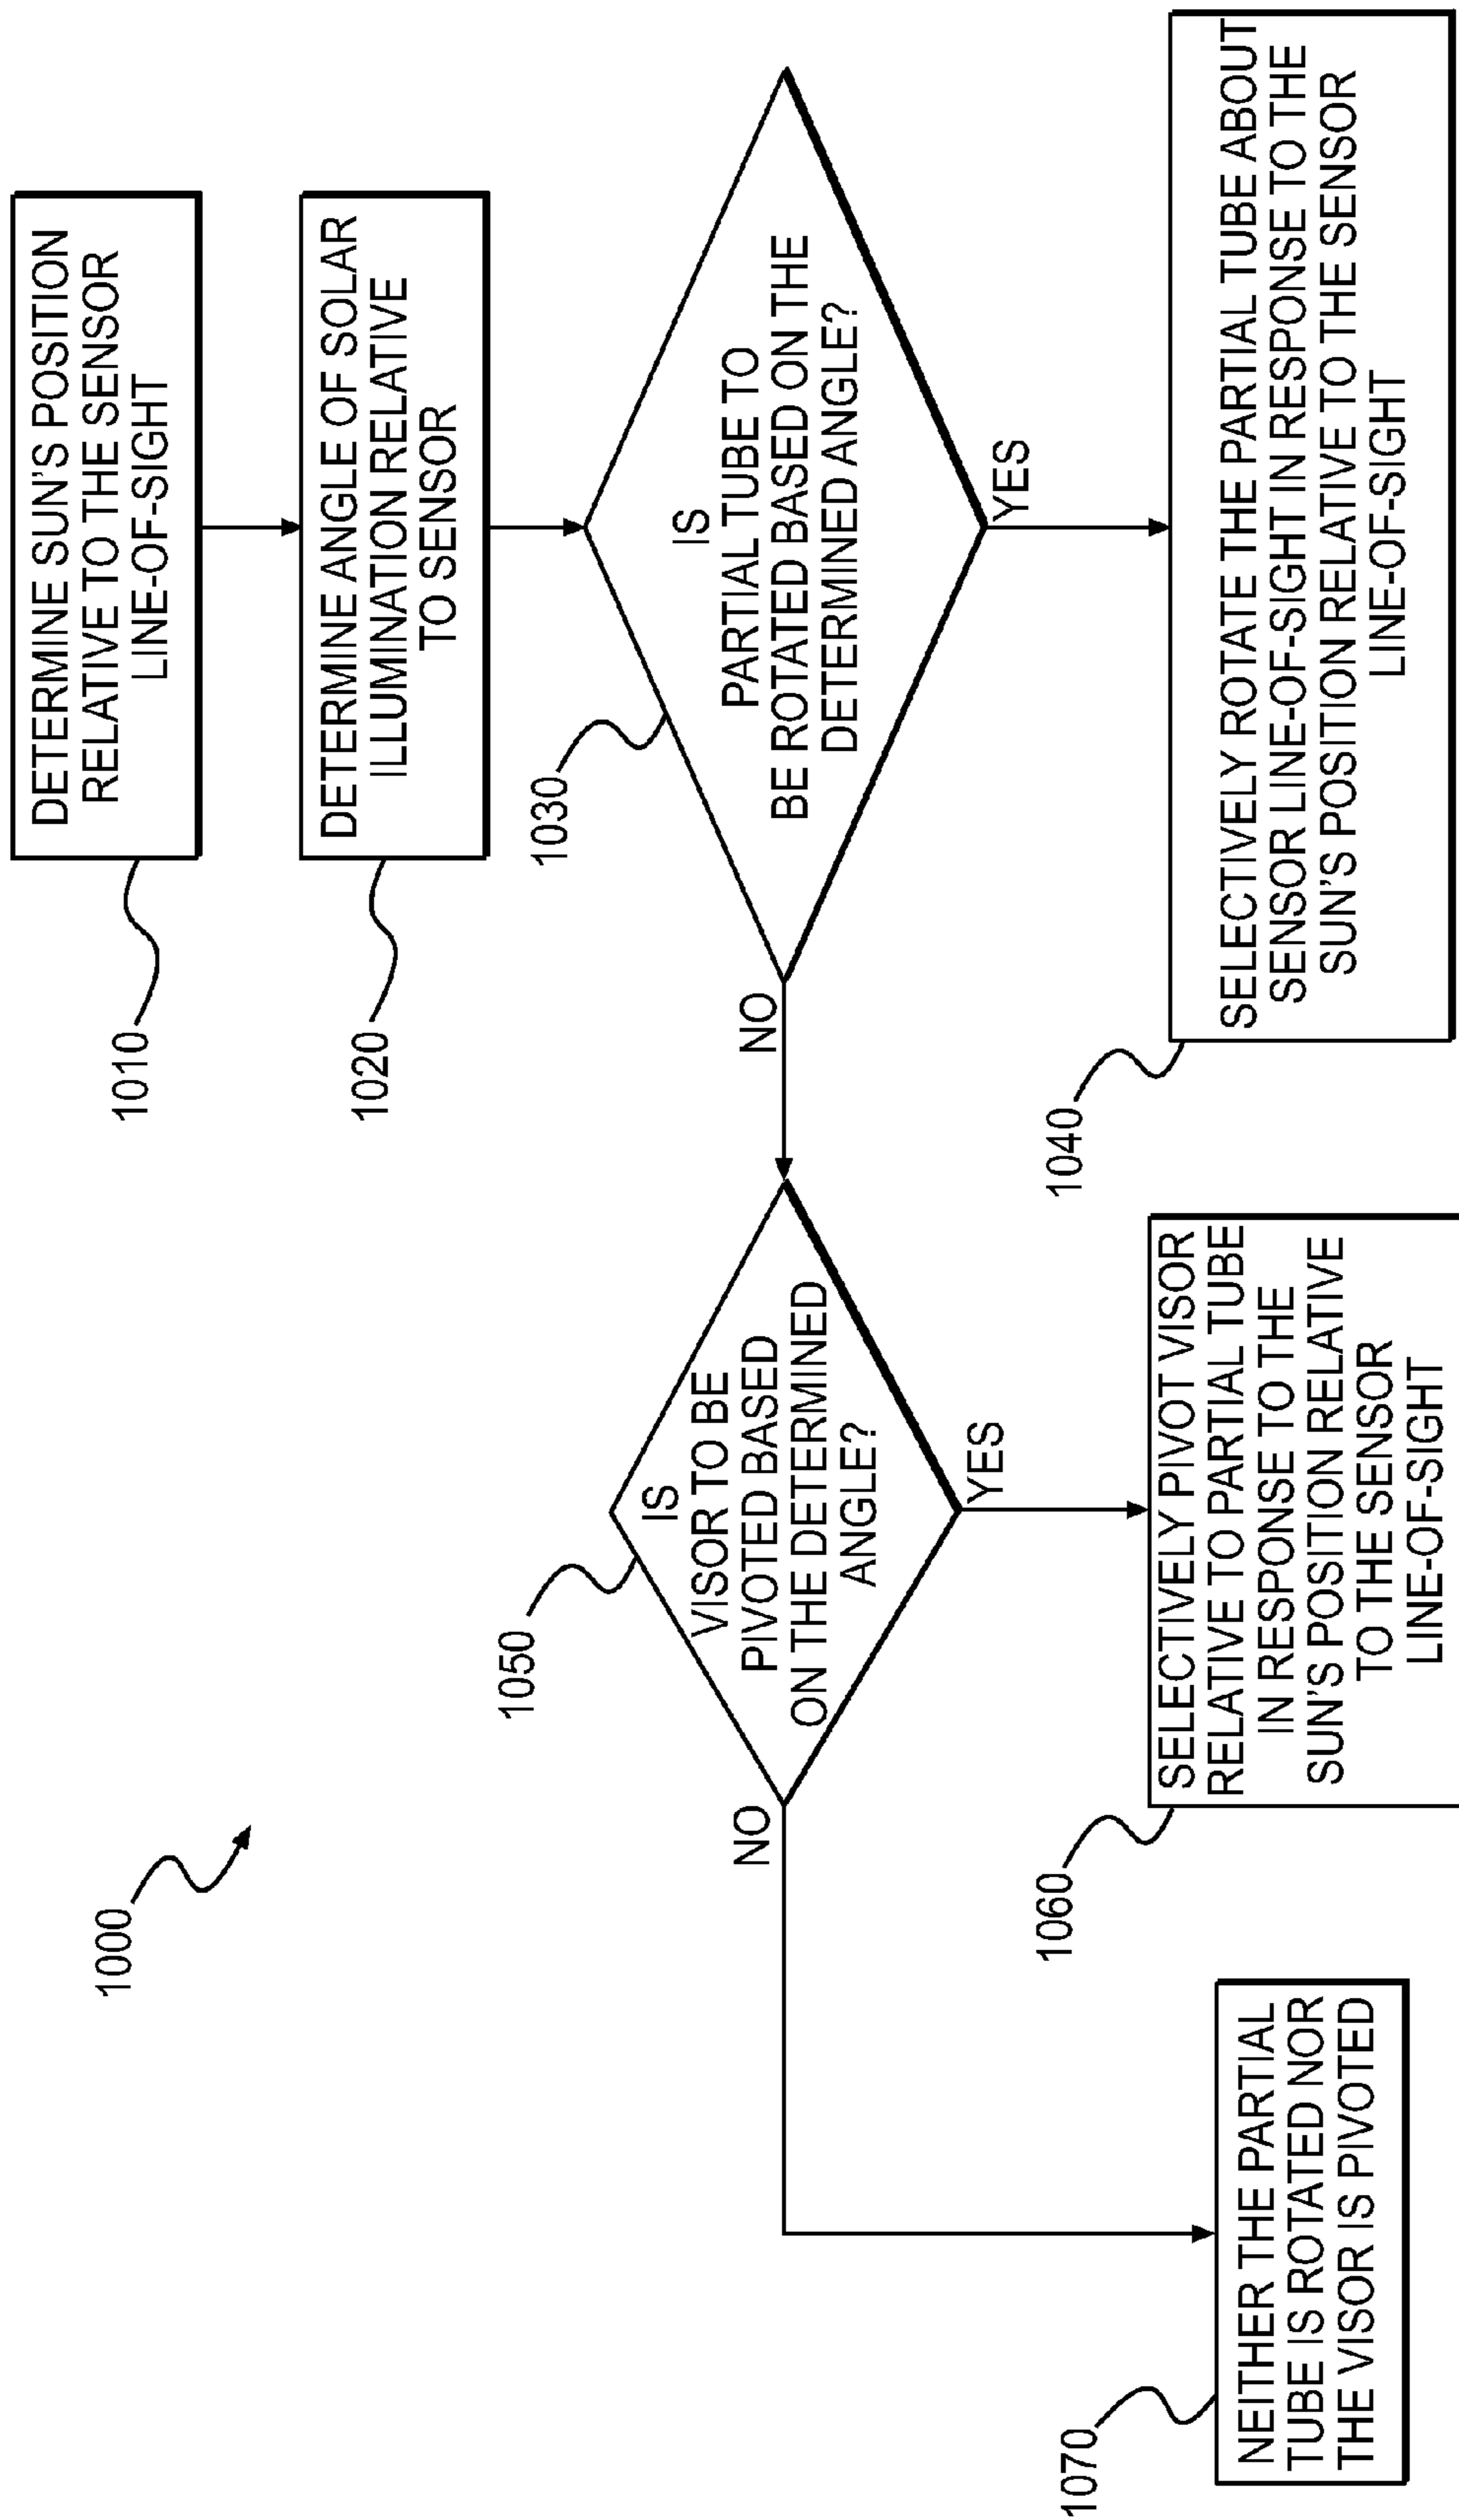 1000
1010
DETERMINE SUN'S POSITION
RELATIVE TO THE SENSOR
LINE-OF-SIGHT
1020
DETERMINE ANGLE OF SOLAR
ILLUMINATION RELATIVE
TO SENSOR
1030
IS
PARTIAL TUBE TO
BE ROTATED BASED ON THE
DETERMINED ANGLE?
NO
YES
1040
SELECTIVELY ROTATE THE PARTIAL TUBE ABOUT
SENSOR LINE-OF-SIGHT IN RESPONSE TO THE
SUN'S POSITION RELATIVE TO THE SENSOR
LINE-OF-SIGHT
1050
IS
VISOR TO BE
PIVOTED BASED
ON THE DETERMINED
ANGLE?
NO
YES
1060
SELECTIVELY PIVOT VISOR
RELATIVE TO PARTIAL TUBE
IN RESPONSE TO THE
SUN'S POSITION RELATIVE
TO THE SENSOR
LINE-OF-SIGHT
1070
NEITHER THE PARTIAL
TUBE IS ROTATED NOR
THE VISOR IS PIVOTED